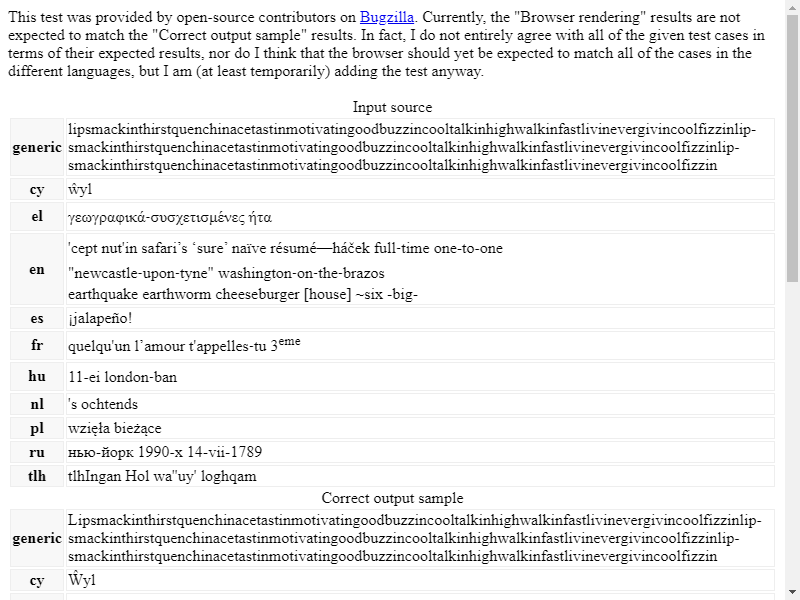 This test was provided by open-source contributors on Bugzilla. Currently, the "Browser rendering" results are not
expected to match the "Correct output sample" results. In fact, I do not entirely agree with all of the given test cases in
terms of their expected results, nor do I think that the browser should yet be expected to match all of the cases in the
different languages, but I am (at least temporarily) adding the test anyway.
Input source
generic lipsmackinthirstquenchinacetastinmotivatingoodbuzzincooltalkinhighwalkinfastlivinevergivincoolfizzinlip-
smackinthirstquenchinacetastinmotivatingoodbuzzincooltalkinhighwalkinfastlivinevergivincoolfizzinlip-
smackinthirstquenchinacetastinmotivatingoodbuzzincooltalkinhighwalkinfastlivinevergivincoolfizzin
cy ŵyl
el γεωγραφικά-συσχετισμένες ήτα
en 'cept nut'in safari’s ‘sure’ naïve résumé—háček full-time one-to-one
"newcastle-upon-tyne" washington-on-the-brazos
earthquake earthworm cheeseburger [house] ~six -big-
es ¡jalapeño!
fr quelqu'un l’amour t'appelles-tu 3eme
hu 11-ei london-ban
nl 's ochtends
pl wzięła bieżące
ru нью-йорк 1990-х 14-vii-1789
tlh tlhIngan Hol wa''uy' loghqam
Correct output sample
generic Lipsmackinthirstquenchinacetastinmotivatingoodbuzzincooltalkinhighwalkinfastlivinevergivincoolfizzinlip-
smackinthirstquenchinacetastinmotivatingoodbuzzincooltalkinhighwalkinfastlivinevergivincoolfizzinlip-
smackinthirstquenchinacetastinmotivatingoodbuzzincooltalkinhighwalkinfastlivinevergivincoolfizzin
cy Ŵyl